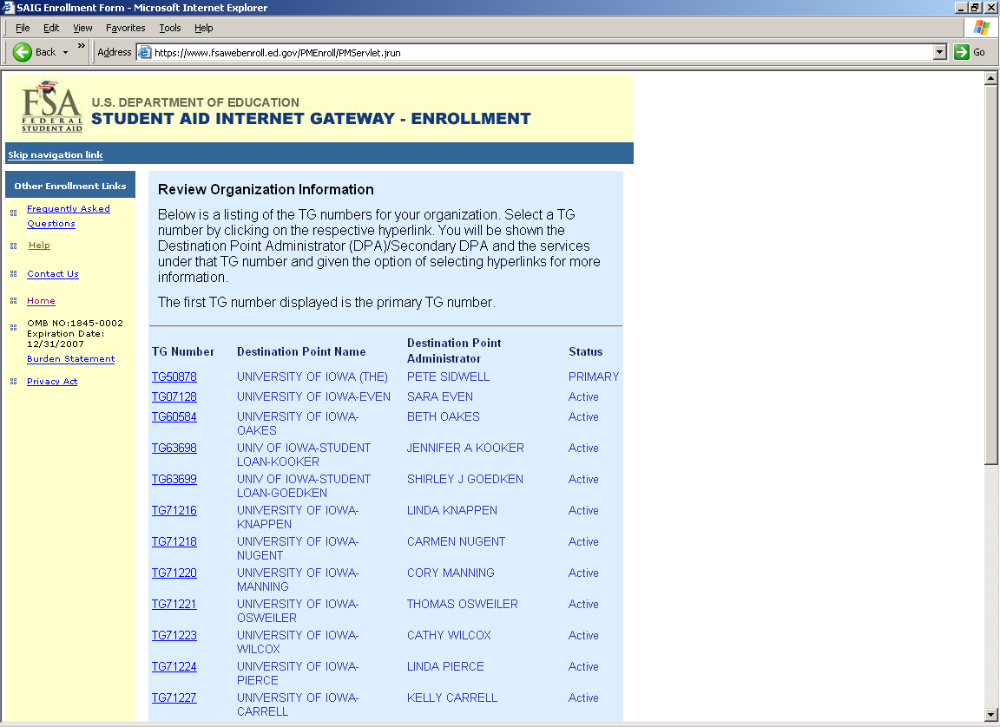 SAIG Enrollment Form - Microsoft Internet Explorer
File Edit View Favorites Tools Help
Back » Address https://www.fsawebenroll.ed.gov/PMEnroll/PMServlet.jrun Go
FSA
FEDERAL
STUDENT AID
U.S. DEPARTMENT OF EDUCATION
STUDENT AID INTERNET GATEWAY - ENROLLMENT
Skip navigation link
Other Enrollment Links
Frequently Asked
Questions
Help
Contact Us
Home
OMB NO:1845-0002
Expiration Date:
12/31/2007
Burden Statement
Privacy Act
Review Organization Information
Below is a listing of the TG numbers for your organization. Select a TG
number by clicking on the respective hyperlink. You will be shown the
Destination Point Administrator (DPA)/Secondary DPA and the services
under that TG number and given the option of selecting hyperlinks for more
information.
The first TG number displayed is the primary TG number.
TG Number Destination Point Name Destination Point
Administrator Status
TG50878 UNIVERSITY OF IOWA (THE) PETE SIDWELL PRIMARY
TG07128 UNIVERSITY OF IOWA-EVEN SARA EVEN Active
TG60584 UNIVERSITY OF IOWA- BETH OAKES Active
OAKES
TG63698 UNIV OF IOWA-STUDENT JENNIFER A KOOKER Active
LOAN-KOOKER
TG63699 UNIV OF IOWA-STUDENT SHIRLEY J GOEDKEN Active
LOAN-GOEDKEN
TG71216 UNIVERSITY OF IOWA- LINDA KNAPPEN Active
KNAPPEN
TG71218 UNIVERSITY OF IOWA- CARMEN NUGENT Active
NUGENT
TG71220 UNIVERSITY OF IOWA- CORY MANNING Active
MANNING
TG71221 UNIVERSITY OF IOWA- THOMAS OSWEILER Active
OSWEILER
TG71223 UNIVERSITY OF IOWA- CATHY WILCOX Active
WILCOX
TG71224 UNIVERSITY OF IOWA- LINDA PIERCE Active
PIERCE
TG71227 UNIVERSITY OF IOWA- KELLY CARRELL Active
CARRELL